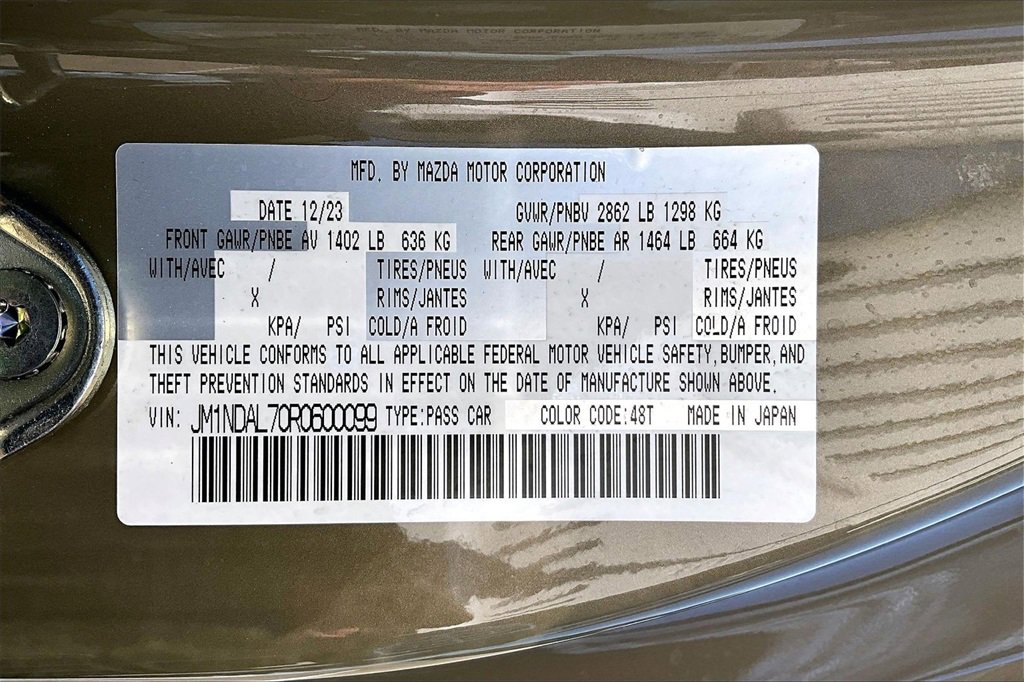 MFD. BY MAZDA MOTOR CORPORATION
DATE 12/23 GVWR/PNBV 2862 LB 1298 KG
FRONT GAWR/PNBE AV 1402 LB 636 KG REAR GAWR/PNBE AR 1464 LB 664 KG
WITH/AVEC / TIRES/PNEUS WITH/AVEC / TIRES/PNEUS
X RIMS/JANTES X RIMS/JANTES
KPA/ PSI COLD/A FROID KPA/ PSI COLD/A FROID
THIS VEHICLE CONFORMS TO ALL APPLICABLE FEDERAL MOTOR VEHICLE SAFETY, BUMPER, AND
THEFT PREVENTION STANDARDS IN EFFECT ON THE DATE OF MANUFACTURE SHOWN ABOVE.
VIN: JM1NDAL70R0600099 TYPE:PASS CAR COLOR CODE:48T MADE IN JAPAN